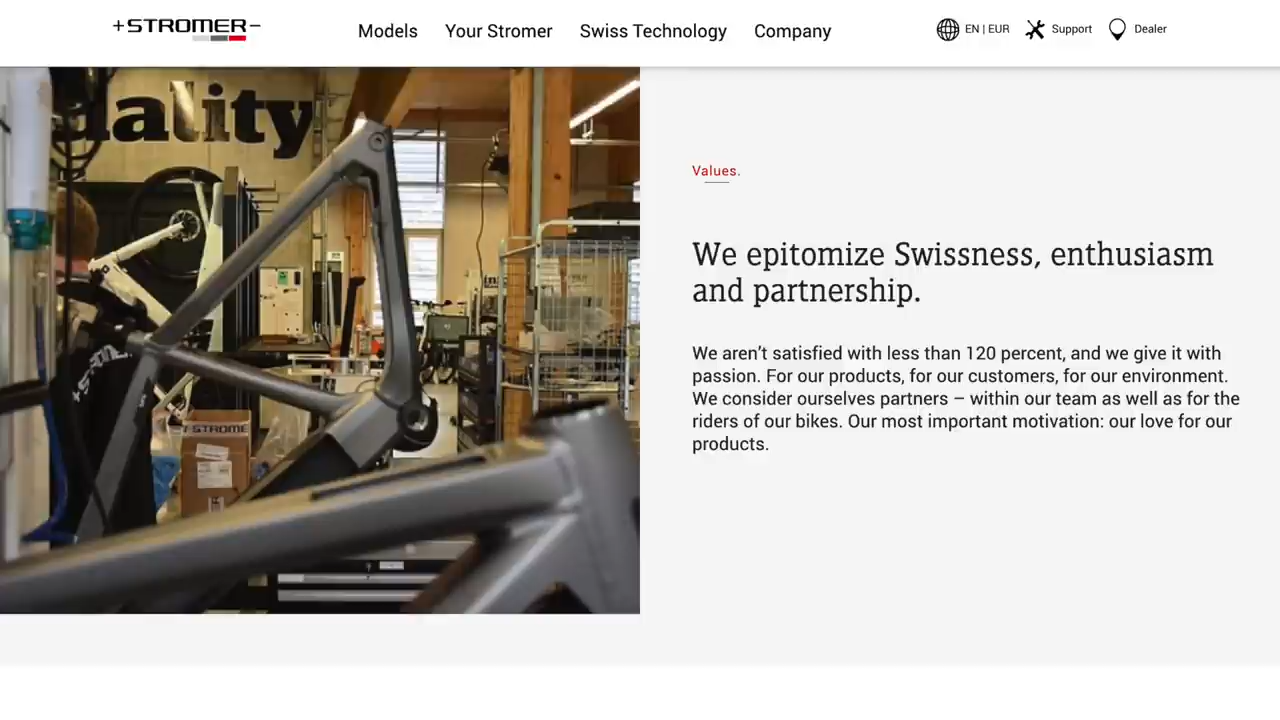 STROMER
Models
Your Stromer
Swiss Technology
Company
EN | EUR
Support
Dealer
ality
STROMER
Values.
We epitomize Swissness, enthusiasm
and partnership.
We aren’t satisfied with less than 120 percent, and we give it with
passion. For our products, for our customers, for our environment.
We consider ourselves partners – within our team as well as for the
riders of our bikes. Our most important motivation: our love for our
products.